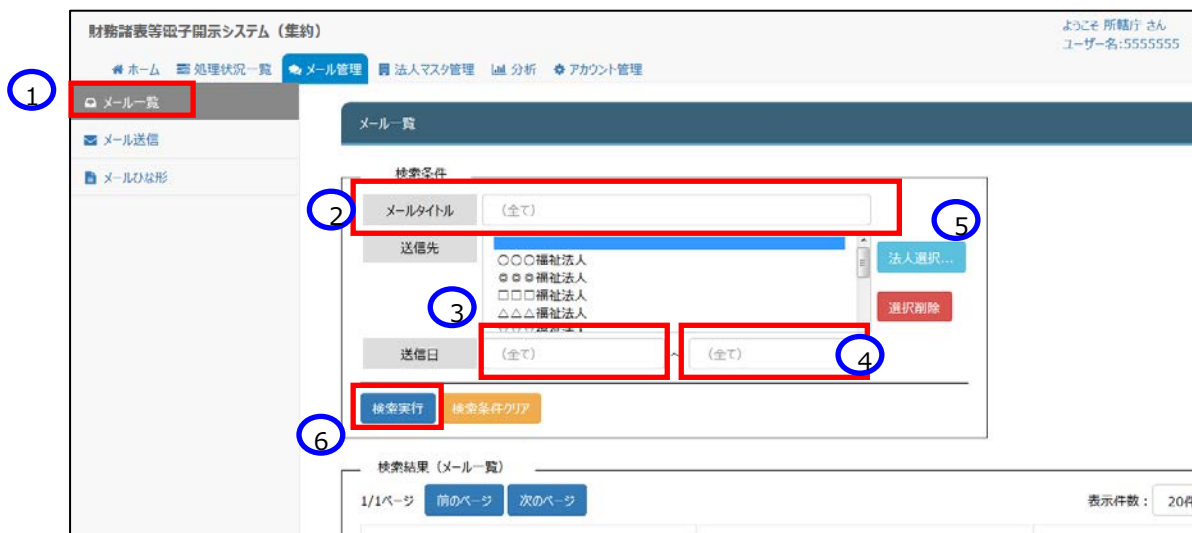 財務諸表等電子開示システム（集約）
ようこそ 所轄庁 さん
ユーザー名:5555555
ホーム 処理状況一覧 メール管理 法人マスタ管理 分析 アカウント管理
1
メール一覧
メール送信
メールひな形
メール一覧
検索条件
2
メールタイトル （全て）
5
送信先
○○○福祉法人
◎◎◎福祉法人
□□□福祉法人
△△△福祉法人
法人選択...
選択削除
3
送信日 （全て） ~ （全て）
4
検索実行 検索条件クリア
6
検索結果（メール一覧）
1/1ページ 前のページ 次のページ
表示件数： 20件